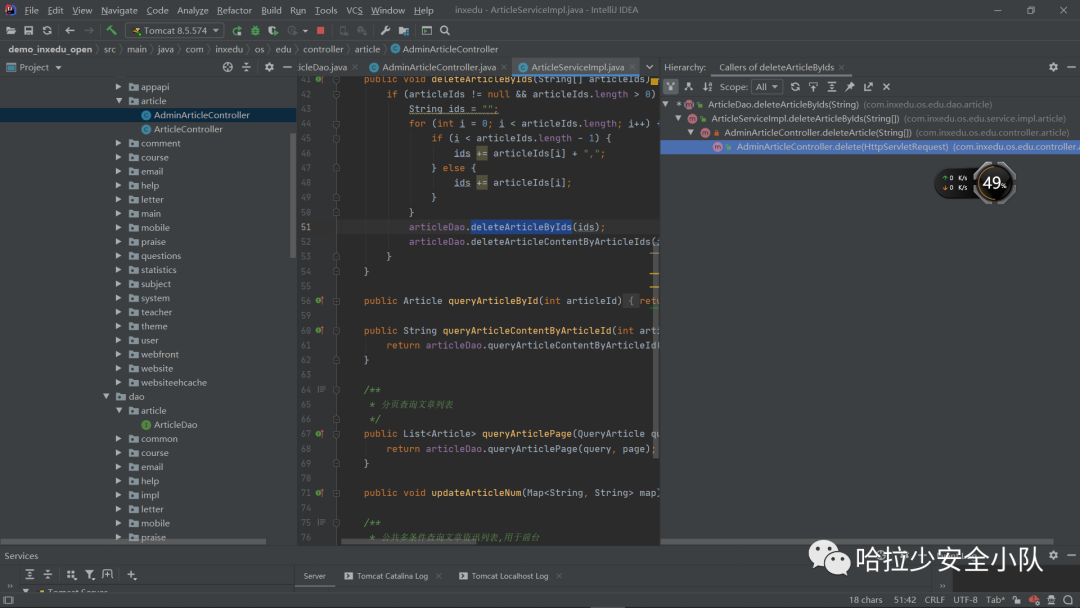 File Edit View Navigate Code Analyze Refactor Build Run Tools VCS Window Help inxedu - ArticleServiceImpl.java - IntelliJ IDEA
Tomcat 8.5.574
demo_inxedu_open src main java com inxedu os edu controller article AdminArticleController
Project
icleDao.java AdminArticleController.java ArticleServiceImpl.java
Hierarchy: Callers of deleteArticleByIds
Scope: All
appapi
article
AdminArticleController
ArticleController
comment
course
email
help
letter
main
mobile
praise
questions
statistics
subject
system
teacher
theme
user
webfront
website
websiteehcache
dao
article
ArticleDao
common
course
email
help
impl
letter
mobile
praise
41 public void deleteArticleByIds(String[] articleIds)
42 if (articleIds != null && articleIds.length > 0)
43 String ids = "";
44 for (int i = 0; i < articleIds.length; i++) {
45 if (i < articleIds.length - 1) {
46 ids += articleIds[i] + ",";
47 } else {
48 ids += articleIds[i];
49 }
50 }
51 articleDao.deleteArticleByIds(ids);
52 articleDao.deleteArticleContentByArticleIds(
53 }
54 }
55
56 public Article queryArticleById(int articleId) { retu
59
60 public String queryArticleContentByArticleId(int arti
61 return articleDao.queryArticleContentByArticleId(
62 }
63
64 /**
65 * 分页查询文章列表
66 */
67 public List<Article> queryArticlePage(QueryArticle qu
68 return articleDao.queryArticlePage(query, page);
69 }
70
71 public void updateArticleNum(Map<String, String> map)
74
75 /**
76 * 公共多条件查询文章资讯列表,用于前台
ArticleDao.deleteArticleByIds(String) (com.inxedu.os.edu.dao.article)
ArticleServiceImpl.deleteArticleByIds(String[]) (com.inxedu.os.edu.service.impl.article)
AdminArticleController.deleteArticle(String[]) (com.inxedu.os.edu.controller.article)
AdminArticleController.delete(HttpServletRequest) (com.inxedu.os.edu.controller.a
0 K/s
0 K/s
49%
Services
Server Tomcat Catalina Log Tomcat Localhost Log
Tomcat Server
哈拉少安全小队
18 chars 51:42 CRLF UTF-8 Tab*